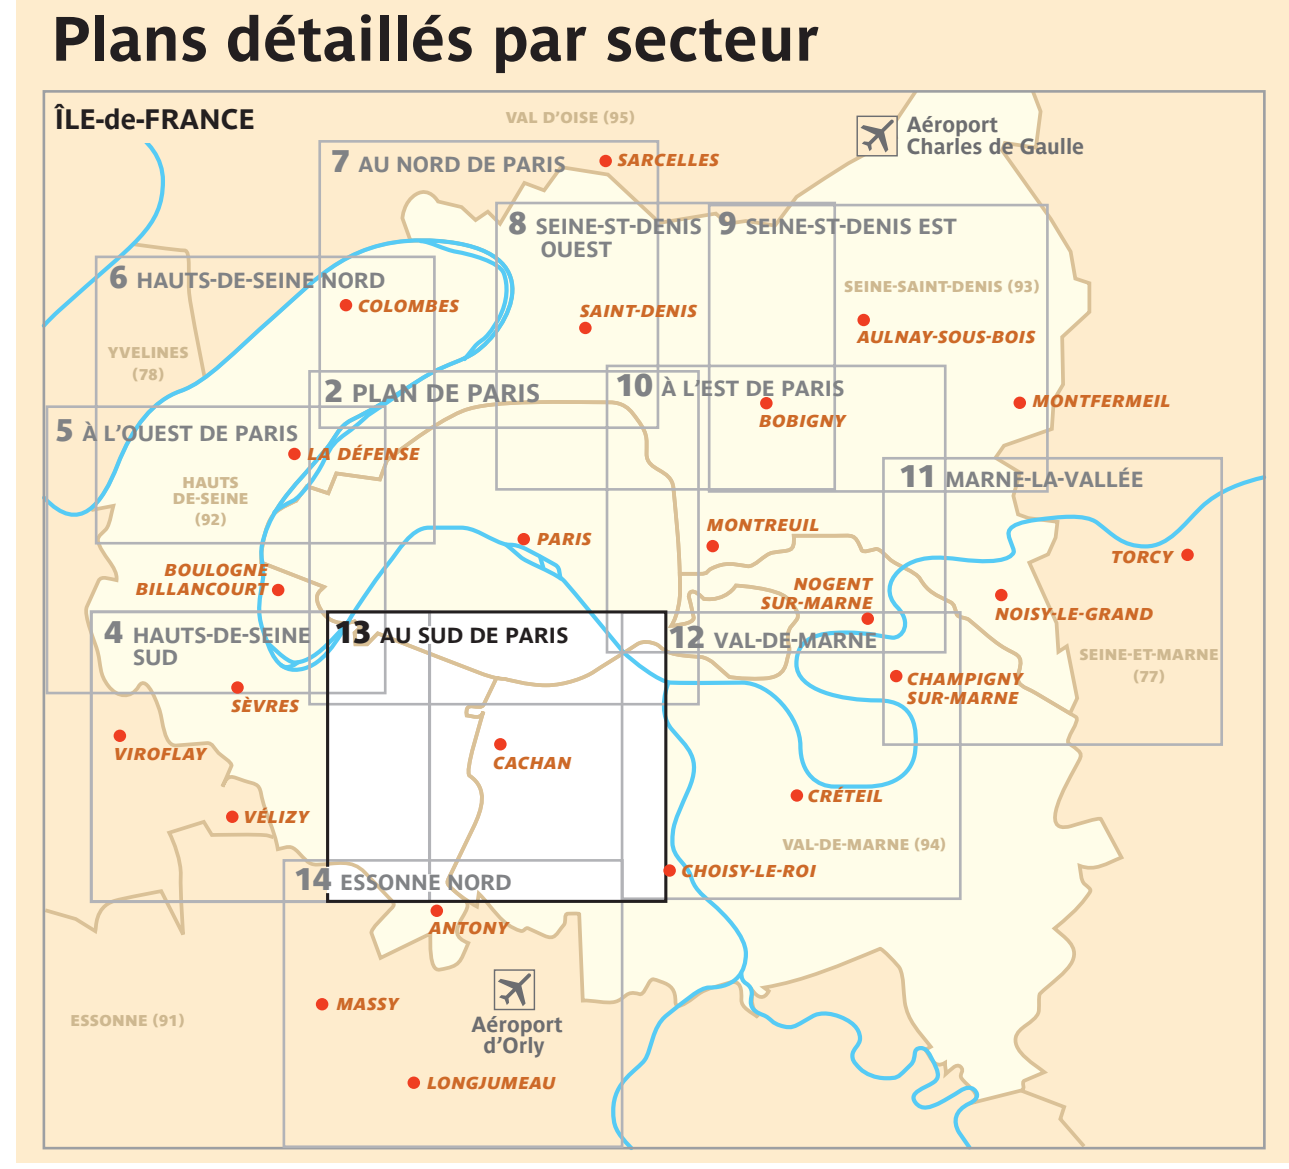 Plans détaillés par secteur
ÎLE-de-FRANCE
VAL D'OISE (95)
Aéroport
Charles de Gaulle
7 AU NORD DE PARIS
SARCELLES
8 SEINE-ST-DENIS
OUEST
9 SEINE-ST-DENIS EST
6 HAUTS-DE-SEINE NORD
COLOMBES
SAINT-DENIS
SEINE-SAINT-DENIS (93)
AULNAY-SOUS-BOIS
YVELINES
(78)
2 PLAN DE PARIS
10 À L'EST DE PARIS
BOBIGNY
MONTFERMEIL
5 À L'OUEST DE PARIS
LA DÉFENSE
HAUTS
DE-SEINE
(92)
11 MARNE-LA-VALLÉE
PARIS
MONTREUIL
TORCY
BOULOGNE
BILLANCOURT
NOGENT
SUR-MARNE
NOISY-LE-GRAND
4 HAUTS-DE-SEINE
SUD
13 AU SUD DE PARIS
12 VAL-DE-MARNE
SEINE-ET-MARNE
(77)
SÈVRES
CHAMPIGNY
SUR-MARNE
VIROFLAY
CACHAN
CRÉTEIL
VÉLIZY
VAL-DE-MARNE (94)
14 ESSONNE NORD
CHOISY-LE-ROI
ANTONY
MASSY
Aéroport
d'Orly
ESSONNE (91)
LONGJUMEAU